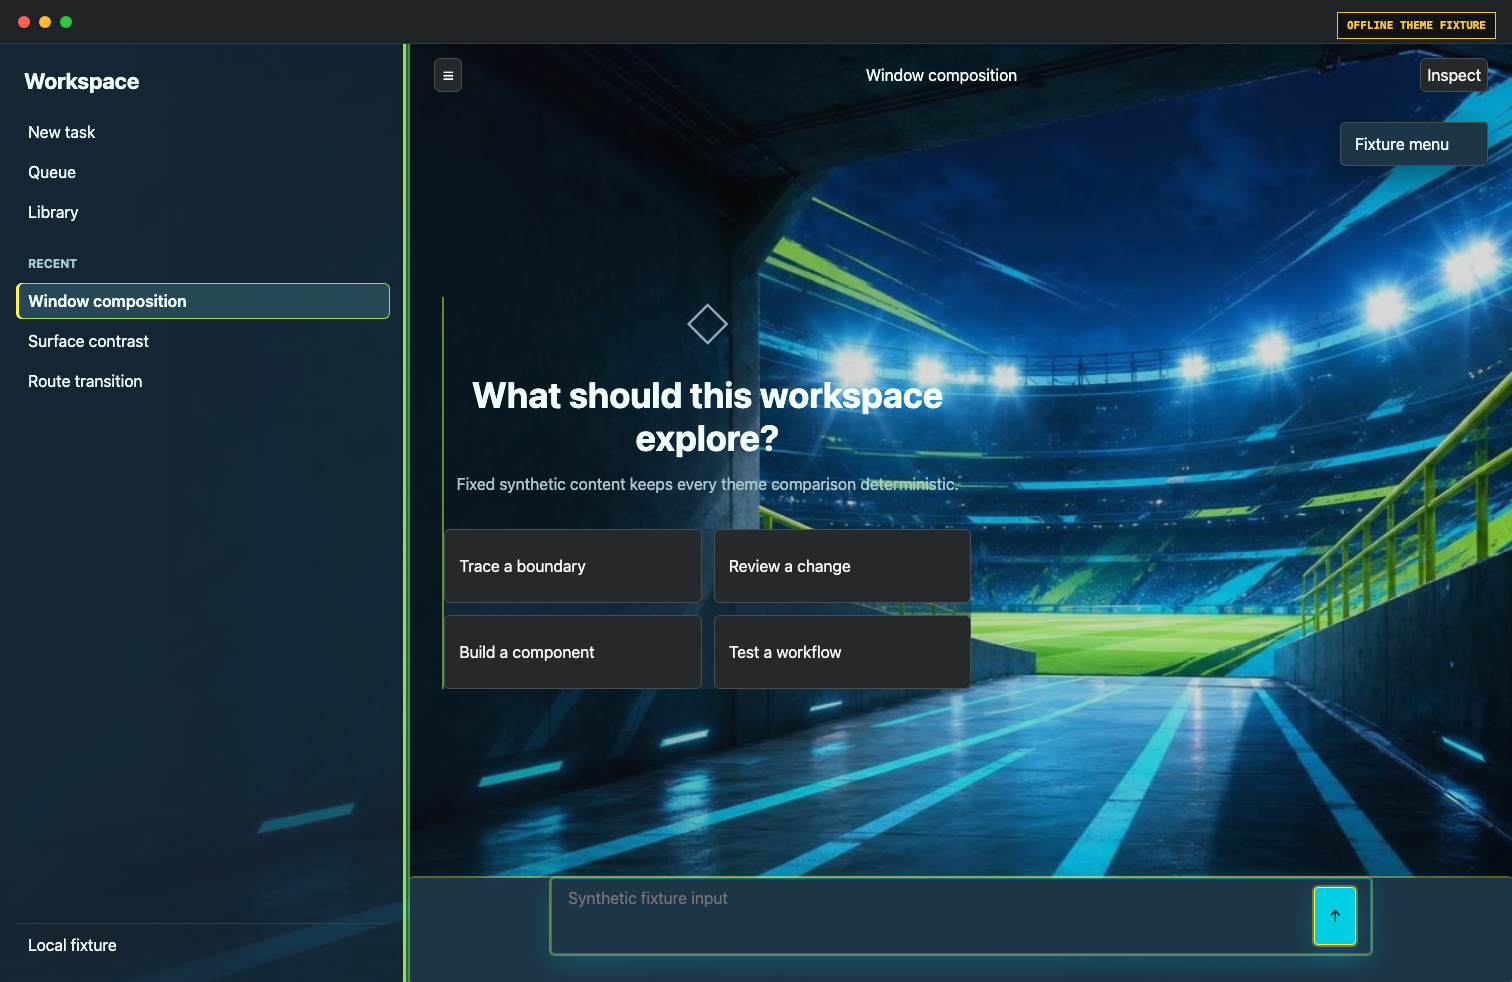 OFFLINE THEME FIXTURE
Workspace
New task
Queue
Library
RECENT
Window composition
Surface contrast
Route transition
Local fixture
Window composition
Inspect
Fixture menu
What should this workspace
explore?
Fixed synthetic content keeps every theme comparison deterministic.
Trace a boundary
Review a change
Build a component
Test a workflow
Synthetic fixture input